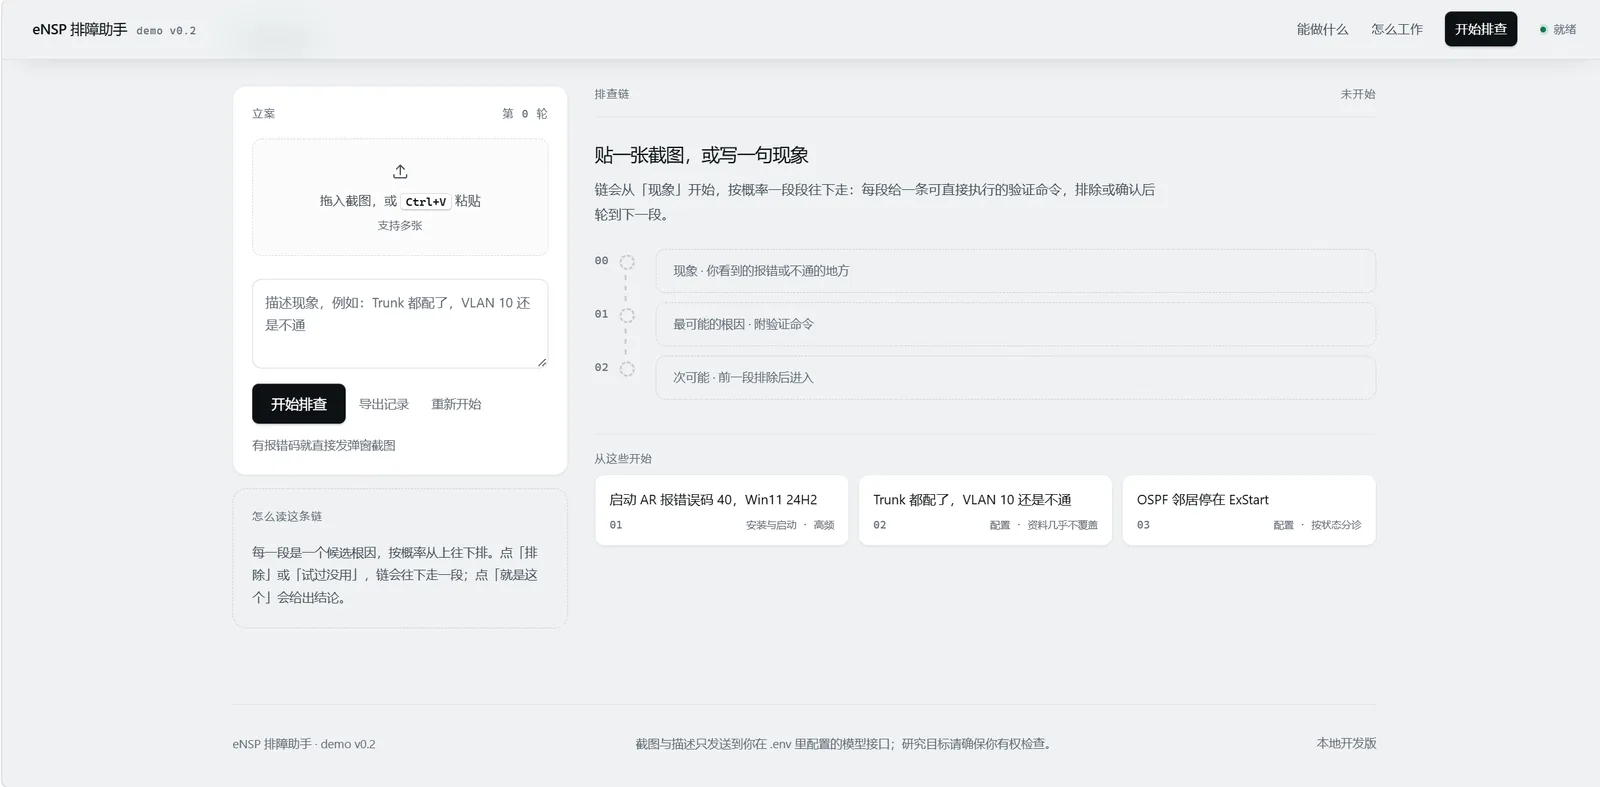 eNSP 排障助手 demo v0.2
能做什么 怎么工作 开始排查 就绪
立案 第 0 轮
拖入截图，或 Ctrl+V 粘贴
支持多张
描述现象，例如：Trunk 都配了，VLAN 10 还
是不通
开始排查 导出记录 重新开始
有报错码就直接发弹窗截图
怎么读这条链
每一段是一个候选根因，按概率从上往下排。点「排
除」或「试过没用」，链会往下走一段；点「就是这
个」会给出结论。
排查链 未开始
贴一张截图，或写一句现象
链会从「现象」开始，按概率一段段往下走：每段给一条可直接执行的验证命令，排除或确认后
轮到下一段。
00 现象 · 你看到的报错或不通的地方
01 最可能的根因 · 附验证命令
02 次可能 · 前一段排除后进入
从这些开始
启动 AR 报错误码 40，Win11 24H2
01 安装与启动 · 高频
Trunk 都配了，VLAN 10 还是不通
02 配置 · 资料几乎不覆盖
OSPF 邻居停在 ExStart
03 配置 · 按状态分诊
eNSP 排障助手 · demo v0.2
截图与描述只发送到你在 .env 里配置的模型接口；研究目标请确保你有权检查。
本地开发版